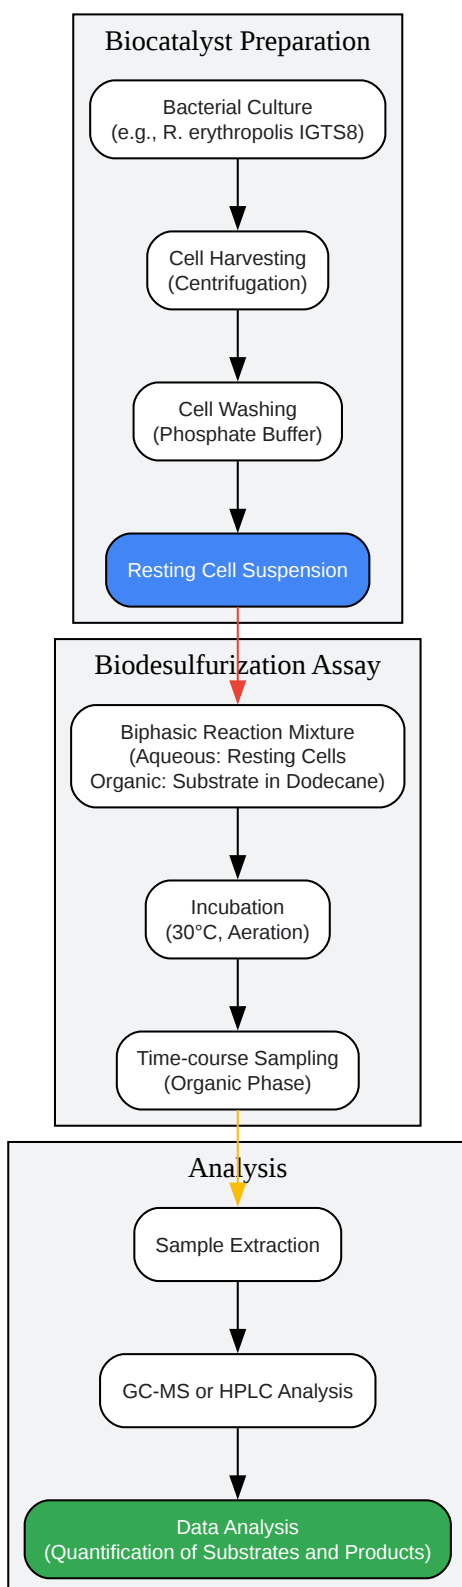 Biocatalyst Preparation
Bacterial Culture
(e.g., R. erythropolis IGTS8)
Cell Harvesting
(Centrifugation)
Cell Washing
(Phosphate Buffer)
Resting Cell Suspension
Biodesulfurization Assay
Biphasic Reaction Mixture
(Aqueous: Resting Cells
Organic: Substrate in Dodecane)
Incubation
(30°C, Aeration)
Time-course Sampling
(Organic Phase)
Analysis
Sample Extraction
GC-MS or HPLC Analysis
Data Analysis
(Quantification of Substrates and Products)